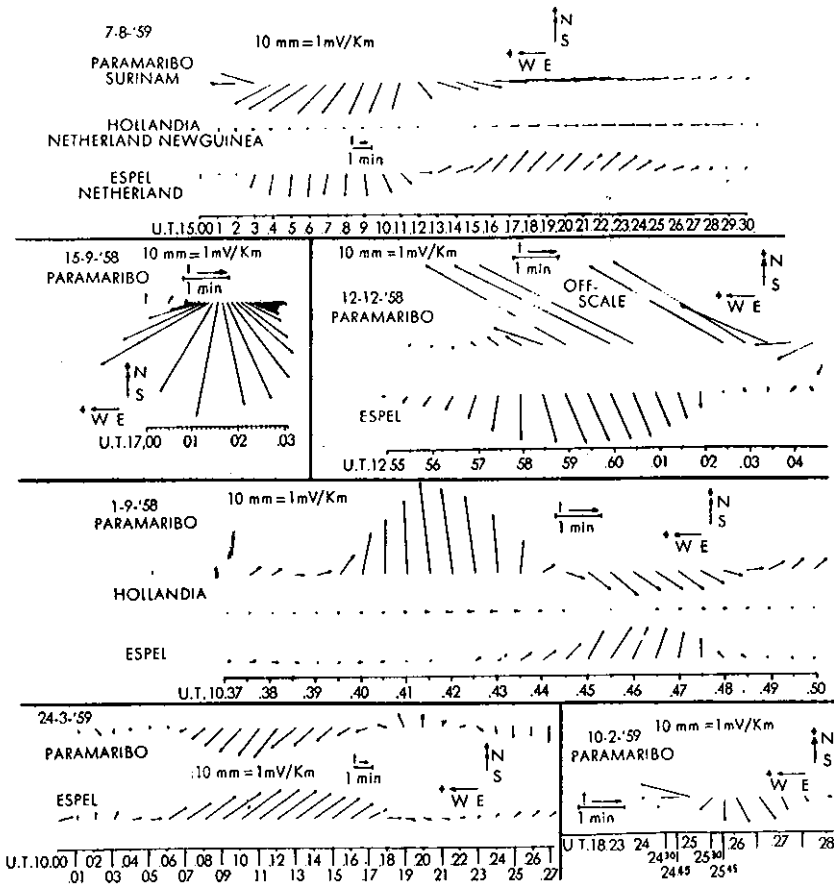 7-8-'59
10 mm = 1mV/Km
N
S
W E
PARAMARIBO
SURINAM
HOLLANDIA
NETHERLAND NEWGUINEA
1 min
ESPEL
NETHERLAND
U.T.15.00 1 2 .3 .4 .5 .6 .7 .8 .9 .10 .11 .12 .13 .14 .15 .16 .17 .18 .19 .20 .21 .22 .23 .24 .25 .26 .27 .28 .29 .30
15-9-'58
10 mm = 1mV/Km
PARAMARIBO
1 min
N
S
W E
U.T.17,00 01 02 .03
10 mm = 1mV/Km
1 min
N
S
W E
OFF-
SCALE
12-12-'58
PARAMARIBO
ESPEL
U.T.12.55 .56 .57 .58 .59 .60 .01 .02 .03 .04
1-9-'58
10 mm = 1mV/Km
PARAMARIBO
1 min
N
S
W E
HOLLANDIA
ESPEL
U.T.10.37 .38 .39 .40 .41 .42 .43 .44 .45 .46 .47 .48 .49 .50
24-3-'59
PARAMARIBO
10 mm = 1mV/Km
1 min
N
S
W E
ESPEL
U.T.10.00 02 04 06 07 08 10 12 14 16 18 20 22 24 26
.01 03 05 07 09 11 13 15 17 19 21 23 25 27
10-2-'59
10 mm = 1mV/Km
PARAMARIBO
N
S
W E
1 min
U.T.18.23 24 25 .26 .27 .28
24 30 25 30
24 45 25 45